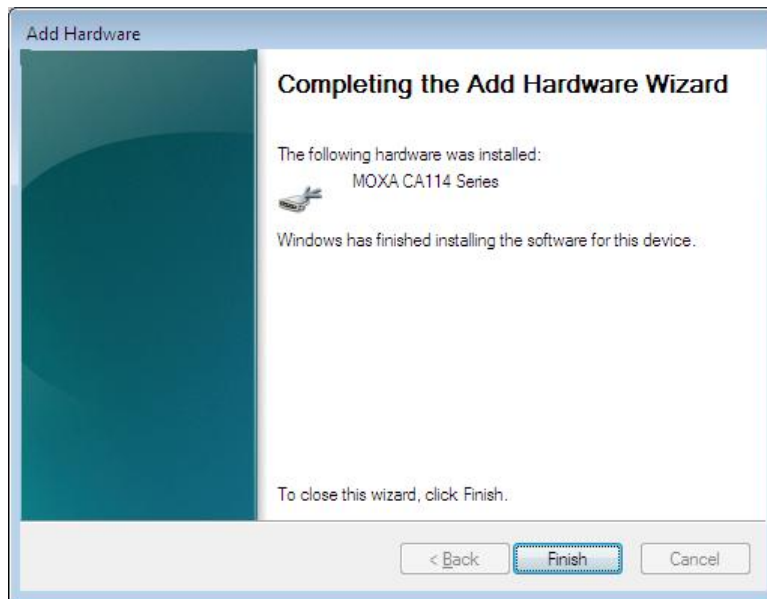 Add Hardware
Completing the Add Hardware Wizard
The following hardware was installed:
MOXA CA114 Series
Windows has finished installing the software for this device.
To close this wizard, click Finish.
< Back
Finish
Cancel